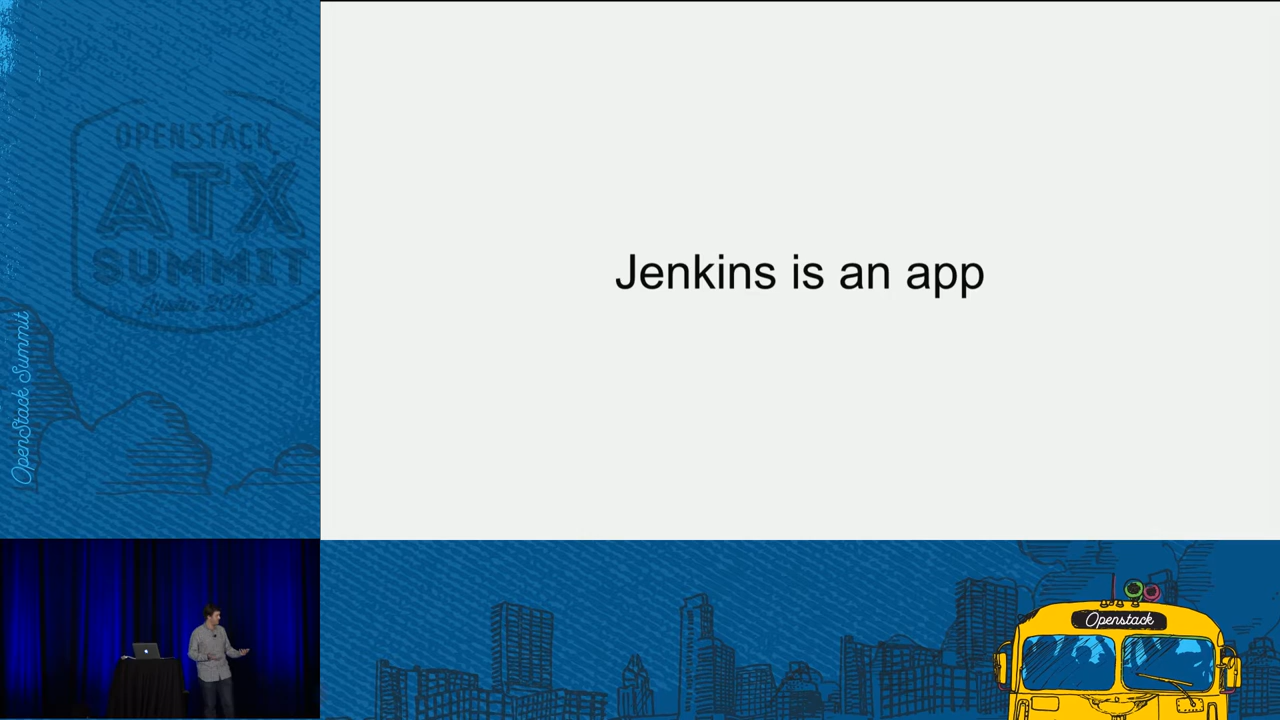 OPENSTACK
ATX
SUMMIT
OpenStack Summit
Jenkins is an app
Openstack